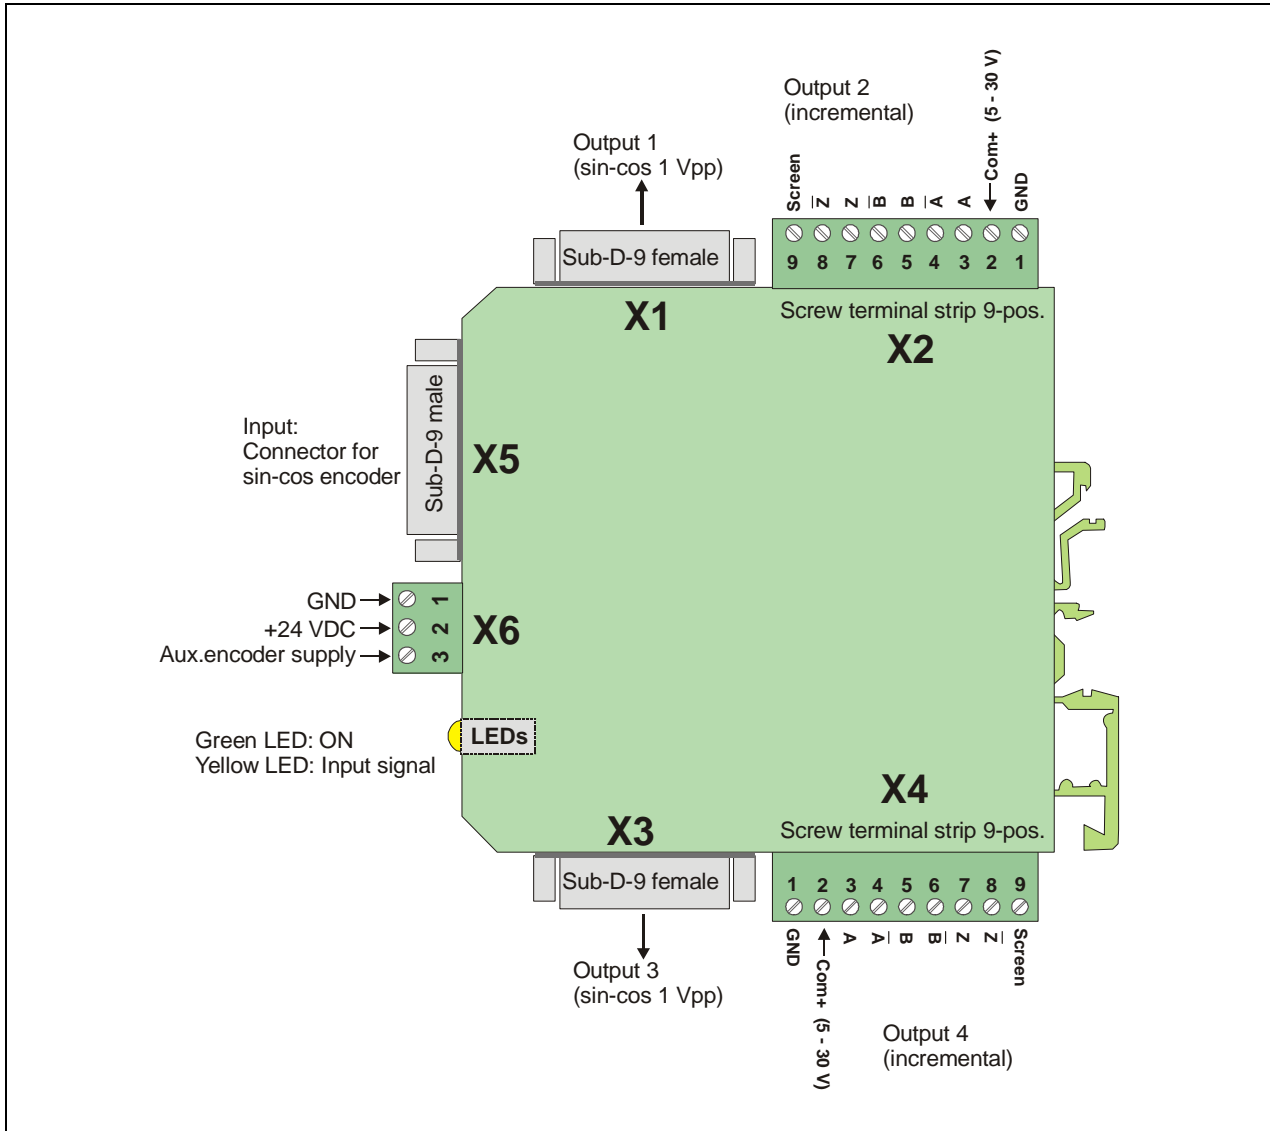 Output 2
(incremental)
Com+ (5 - 30 V)
Output 1
(sin-cos 1 Vpp)
Screen Z̅ Z B̅ B A̅ A GND
9 8 7 6 5 4 3 2 1
Sub-D-9 female
X1
Screw terminal strip 9-pos.
X2
Input:
Connector for
sin-cos encoder
Sub-D-9 male
X5
GND 1
+24 VDC 2
Aux.encoder supply 3
X6
LEDs
Green LED: ON
Yellow LED: Input signal
X4
X3
Screw terminal strip 9-pos.
Sub-D-9 female
1 2 3 4 5 6 7 8 9
GND Com+ (5 - 30 V) A A̅ B B̅ Z Z̅ Screen
Output 3
(sin-cos 1 Vpp)
Output 4
(incremental)